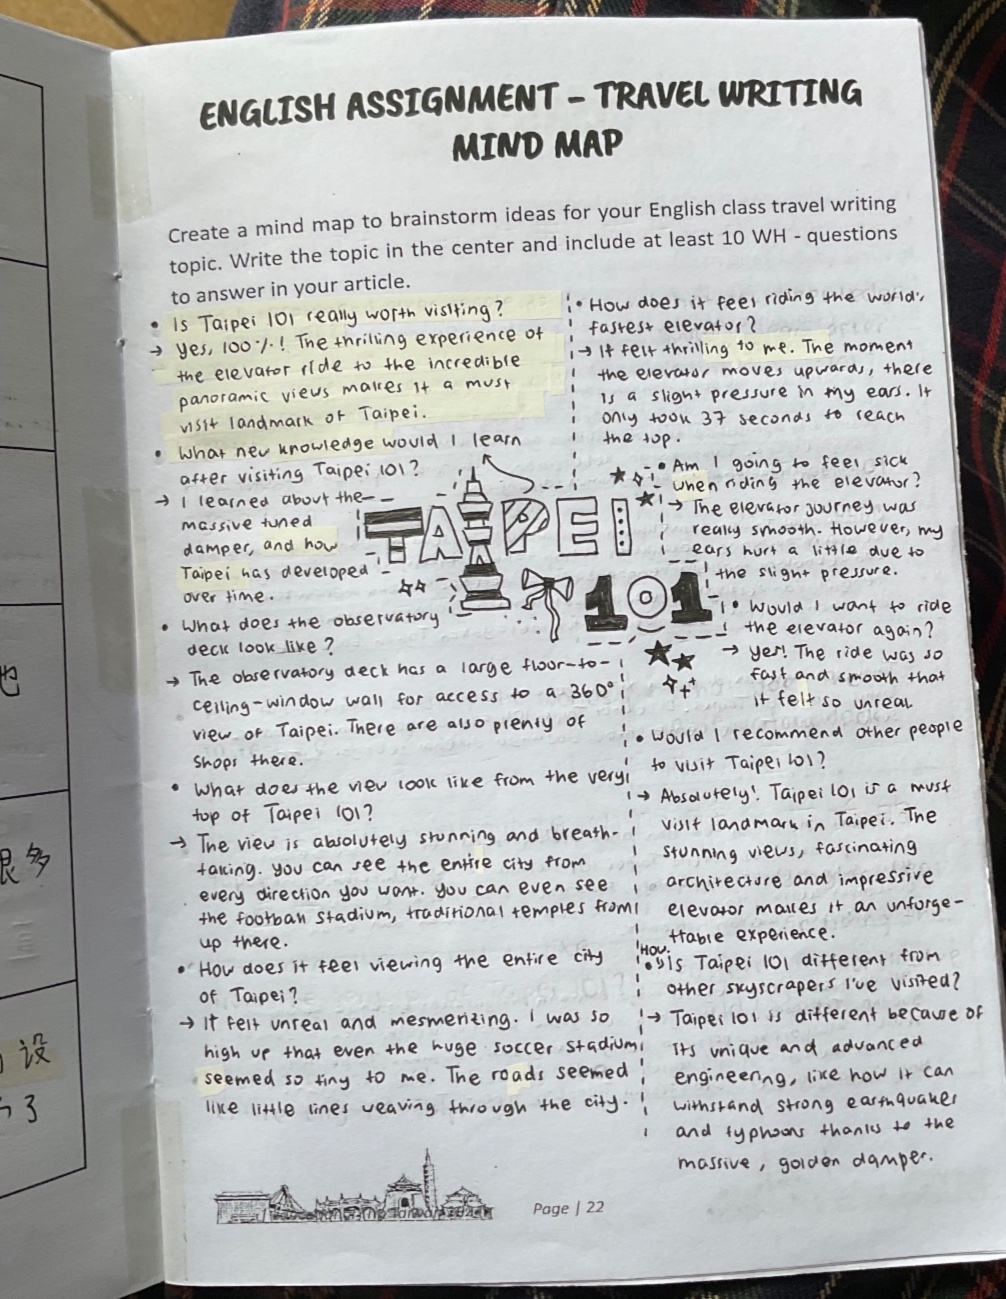 ENGLISH ASSIGNMENT – TRAVEL WRITING
MIND MAP
Create a mind map to brainstorm ideas for your English class travel writing
topic. Write the topic in the center and include at least 10 WH - questions
to answer in your article.
• Is Taipei 101 really worth visiting?
→ Yes, 100%! The thrilling experience of
the elevator ride to the incredible
panoramic views makes it a must
visit landmark of Taipei.
• What new knowledge would I learn
after visiting Taipei 101?
→ I learned about the
massive tuned
damper, and how
Taipei has developed
over time.
• What does the observatory
deck look like?
→ The observatory deck has a large floor-to-
ceiling-window wall for access to a 360°
view of Taipei. There are also plenty of
shops there.
• What does the view look like from the very
top of Taipei 101?
→ The view is absolutely stunning and breath-
taking. You can see the entire city from
every direction you want. You can even see
the football stadium, traditional temples from
up there.
• How does it feel viewing the entire city
of Taipei?
→ It felt unreal and mesmerizing. I was so
high up that even the huge soccer stadium
seemed so tiny to me. The roads seemed
like little lines weaving through the city.
TAIPEI
101
• How does it feel riding the world's
fastest elevator?
→ It felt thrilling to me. The moment
the elevator moves upwards, there
is a slight pressure in my ears. It
only took 37 seconds to reach
the top.
• Am I going to feel sick
when riding the elevator?
→ The elevator journey was
really smooth. However, my
ears hurt a little due to
the slight pressure.
• Would I want to ride
the elevator again?
→ Yes! The ride was so
fast and smooth that
it felt so unreal
• Would I recommend other people
to visit Taipei 101?
→ Absolutely! Taipei 101 is a must
visit landmark in Taipei. The
stunning views, fascinating
architecture and impressive
elevator makes it an unforge-
ttable experience.
• How is Taipei 101 different from
other skyscrapers I've visited?
→ Taipei 101 is different because of
its unique and advanced
engineering, like how it can
withstand strong earthquakes
and typhoons thanks to the
massive, golden damper.
Page | 22
也
很多
设
了